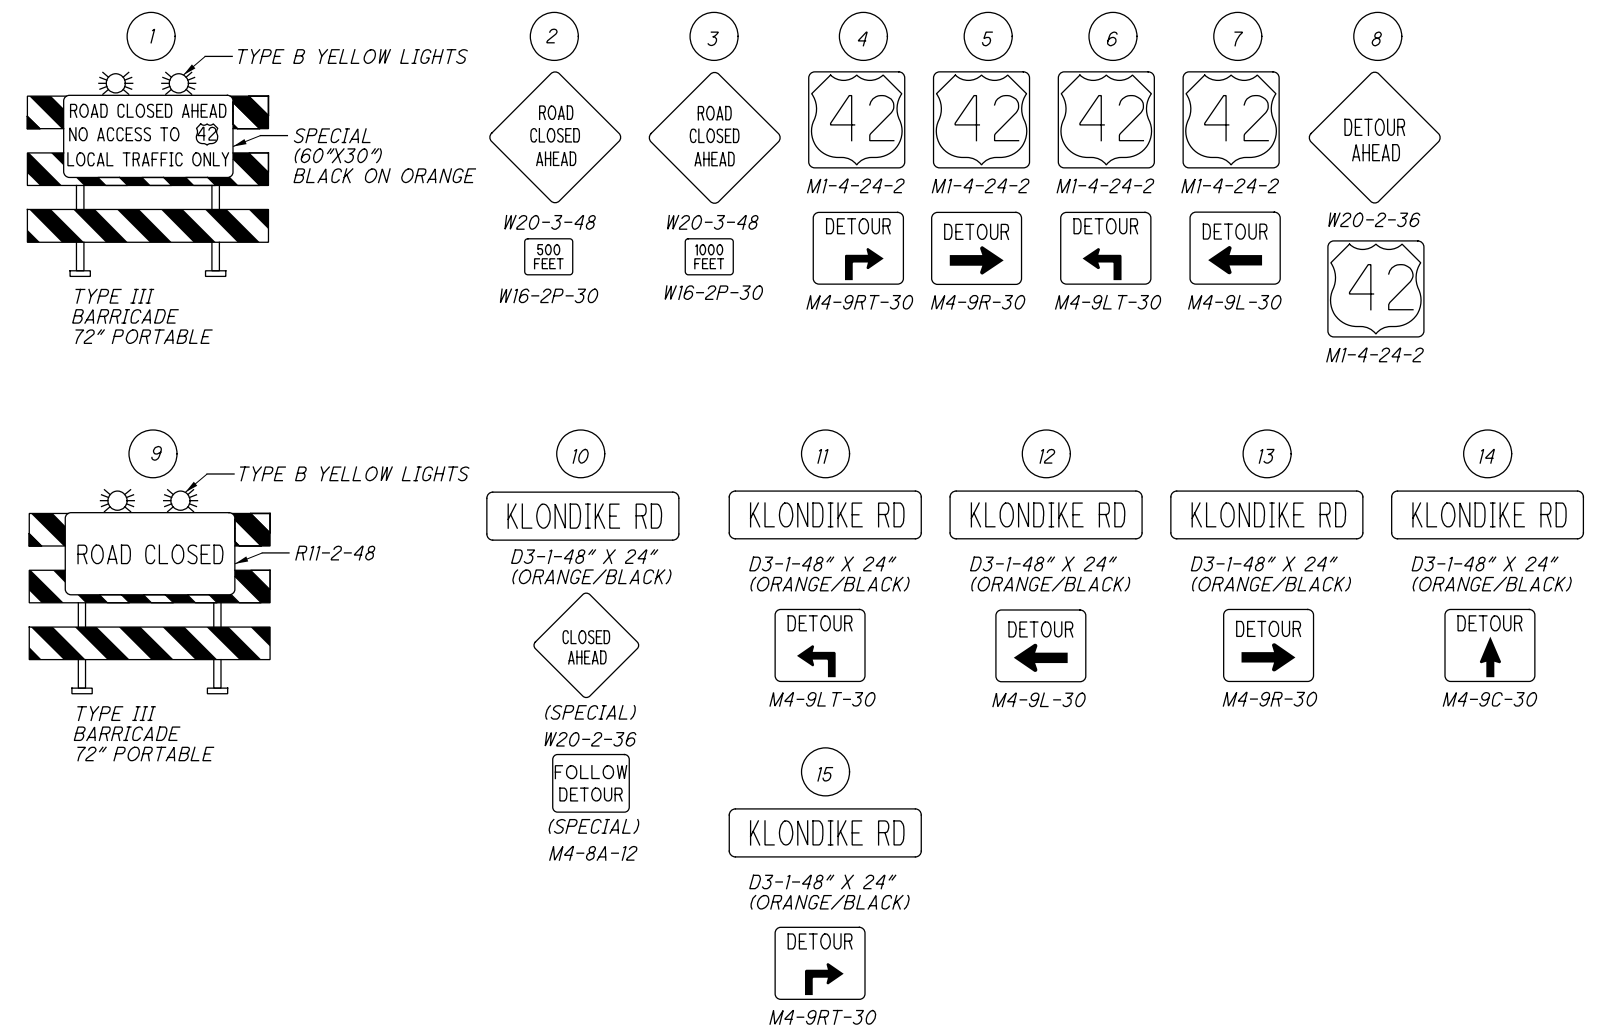 1
TYPE B YELLOW LIGHTS
ROAD CLOSED AHEAD
NO ACCESS TO 42
LOCAL TRAFFIC ONLY
SPECIAL
(60"X30")
BLACK ON ORANGE
TYPE III
BARRICADE
72" PORTABLE
2
ROAD
CLOSED
AHEAD
W20-3-48
500
FEET
W16-2P-30
3
ROAD
CLOSED
AHEAD
W20-3-48
1000
FEET
W16-2P-30
4
42
M1-4-24-2
DETOUR
M4-9RT-30
5
42
M1-4-24-2
DETOUR
M4-9R-30
6
42
M1-4-24-2
DETOUR
M4-9LT-30
7
42
M1-4-24-2
DETOUR
M4-9L-30
8
DETOUR
AHEAD
W20-2-36
42
M1-4-24-2
9
TYPE B YELLOW LIGHTS
ROAD CLOSED
R11-2-48
TYPE III
BARRICADE
72" PORTABLE
10
KLONDIKE RD
D3-1-48" X 24"
(ORANGE/BLACK)
CLOSED
AHEAD
(SPECIAL)
W20-2-36
FOLLOW
DETOUR
(SPECIAL)
M4-8A-12
11
KLONDIKE RD
D3-1-48" X 24"
(ORANGE/BLACK)
DETOUR
M4-9LT-30
12
KLONDIKE RD
D3-1-48" X 24"
(ORANGE/BLACK)
DETOUR
M4-9L-30
13
KLONDIKE RD
D3-1-48" X 24"
(ORANGE/BLACK)
DETOUR
M4-9R-30
14
KLONDIKE RD
D3-1-48" X 24"
(ORANGE/BLACK)
DETOUR
M4-9C-30
15
KLONDIKE RD
D3-1-48" X 24"
(ORANGE/BLACK)
DETOUR
M4-9RT-30